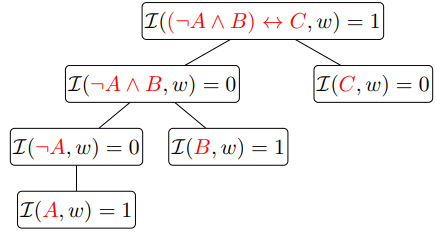 ℐ((¬A ∧ B) ↔ C, w) = 1
ℐ(¬A ∧ B, w) = 0
ℐ(C, w) = 0
ℐ(¬A, w) = 0
ℐ(B, w) = 1
ℐ(A, w) = 1